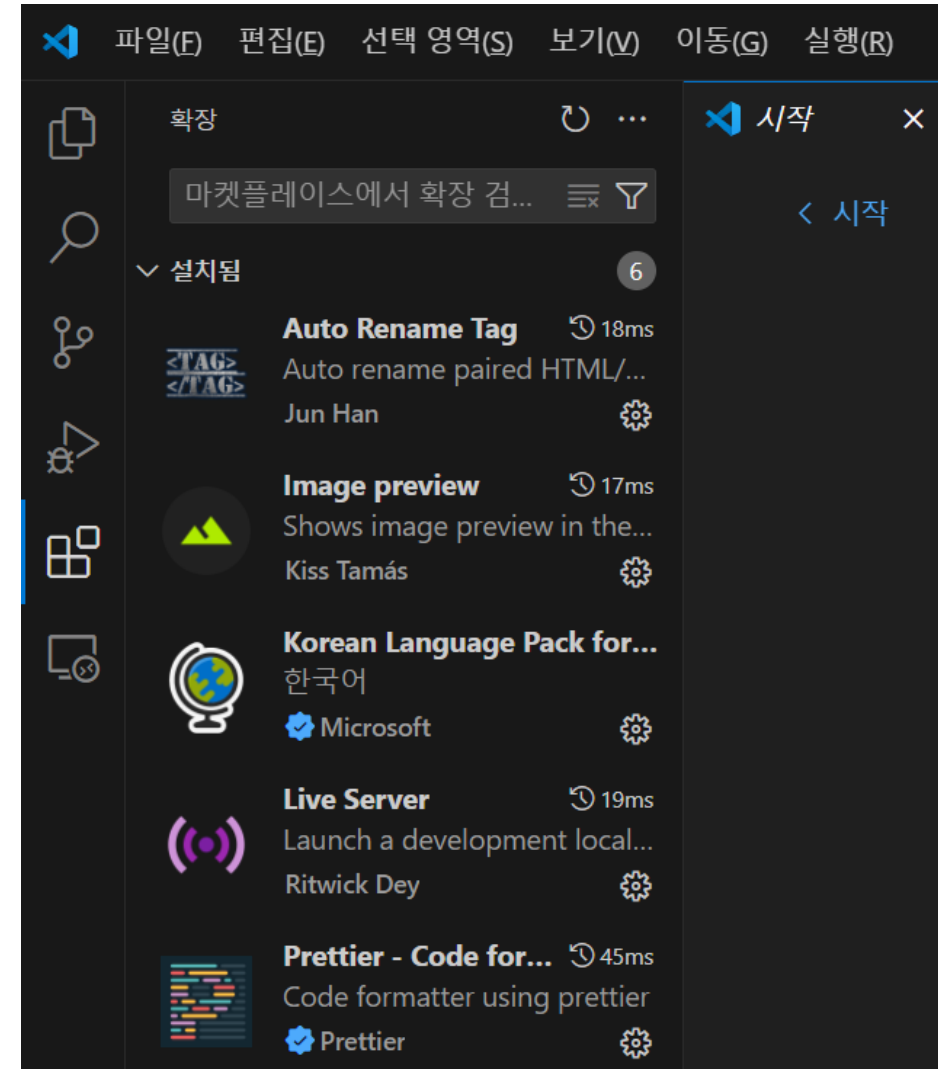 파일(F) 편집(E) 선택 영역(S) 보기(V) 이동(G) 실행(R)
확장
시작
마켓플레이스에서 확장 검...
시작
설치됨 6
Auto Rename Tag 18ms
Auto rename paired HTML/...
Jun Han
<TAG>
</TAG>
Image preview 17ms
Shows image preview in the...
Kiss Tamás
Korean Language Pack for...
한국어
Microsoft
Live Server 19ms
Launch a development local...
Ritwick Dey
Prettier - Code for... 45ms
Code formatter using prettier
Prettier